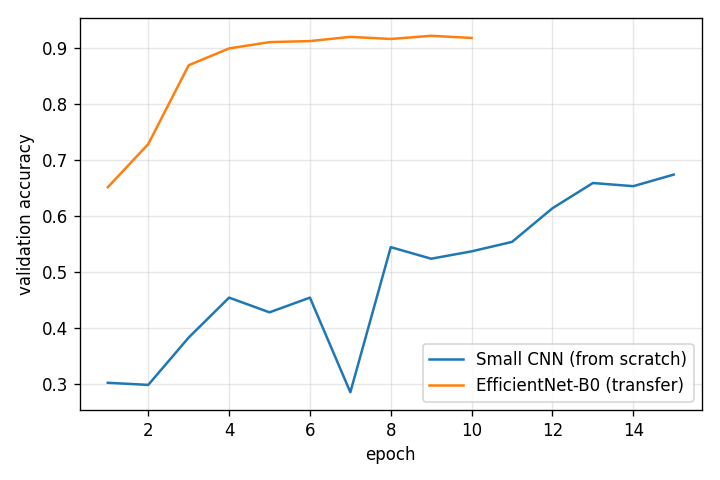 0.9
0.8
0.7
0.6
0.5
0.4
0.3
validation accuracy
Small CNN (from scratch)
EfficientNet-B0 (transfer)
2 4 6 8 10 12 14
epoch